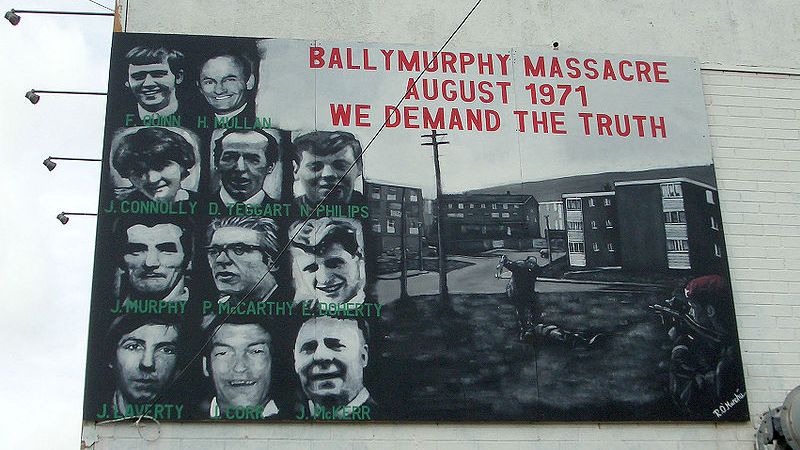 BALLYMURPHY MASSACRE
AUGUST 1971
WE DEMAND THE TRUTH
F. QUINN H. MULLAN
J. CONNOLLY D. TEGGART N. PHILIPS
J. MURPHY P. McCARTHY E. DOHERTY
J. LAVERTY J. CORR J. McKERR